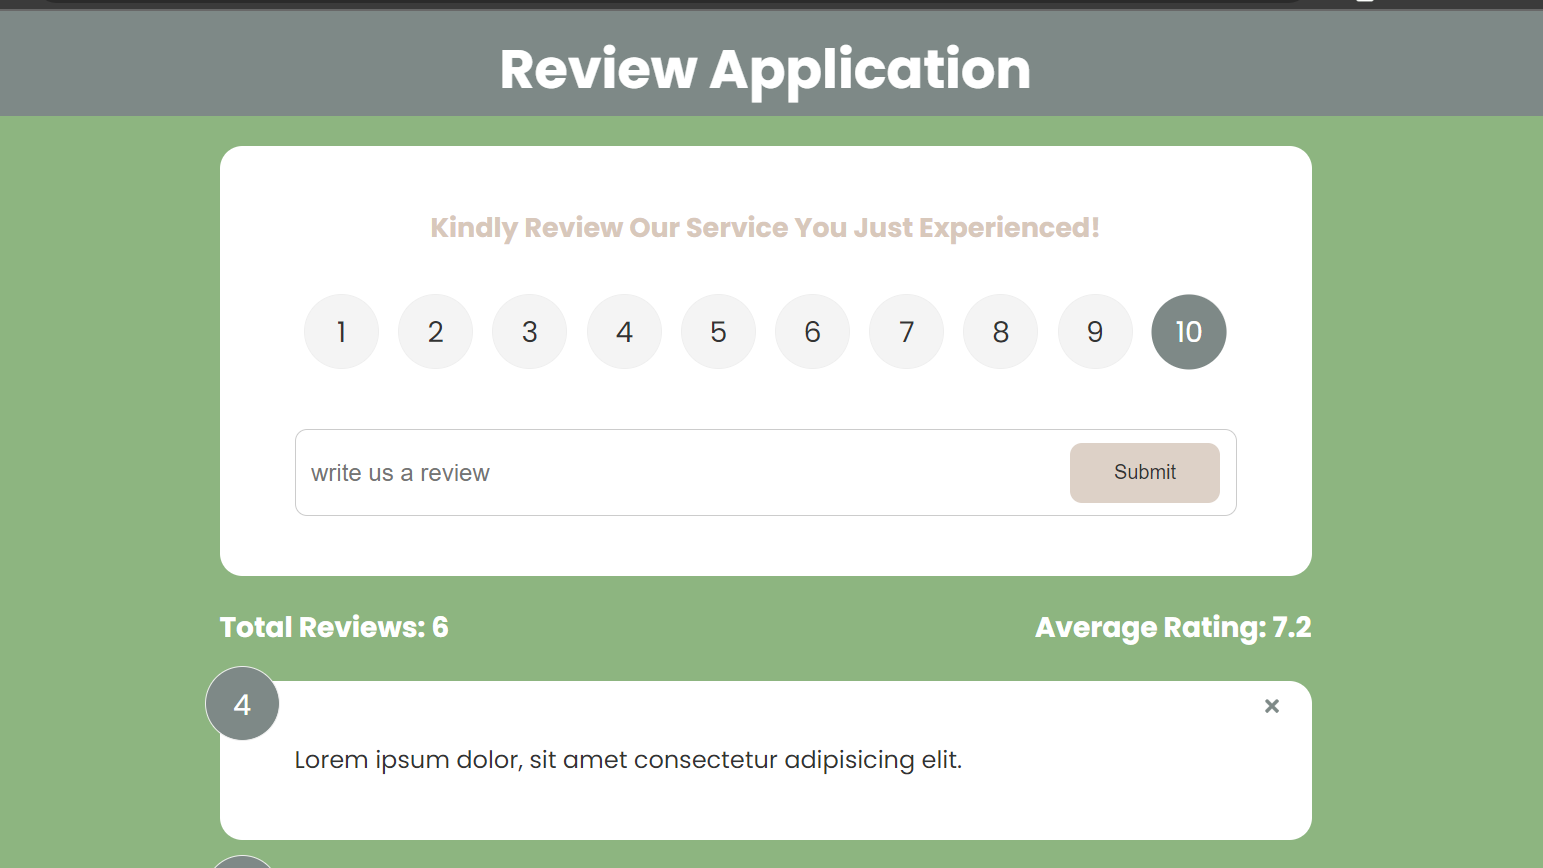 Review Application
Kindly Review Our Service You Just Experienced!
1 2 3 4 5 6 7 8 9 10
write us a review Submit
Total Reviews: 6 Average Rating: 7.2
4
Lorem ipsum dolor, sit amet consectetur adipisicing elit.